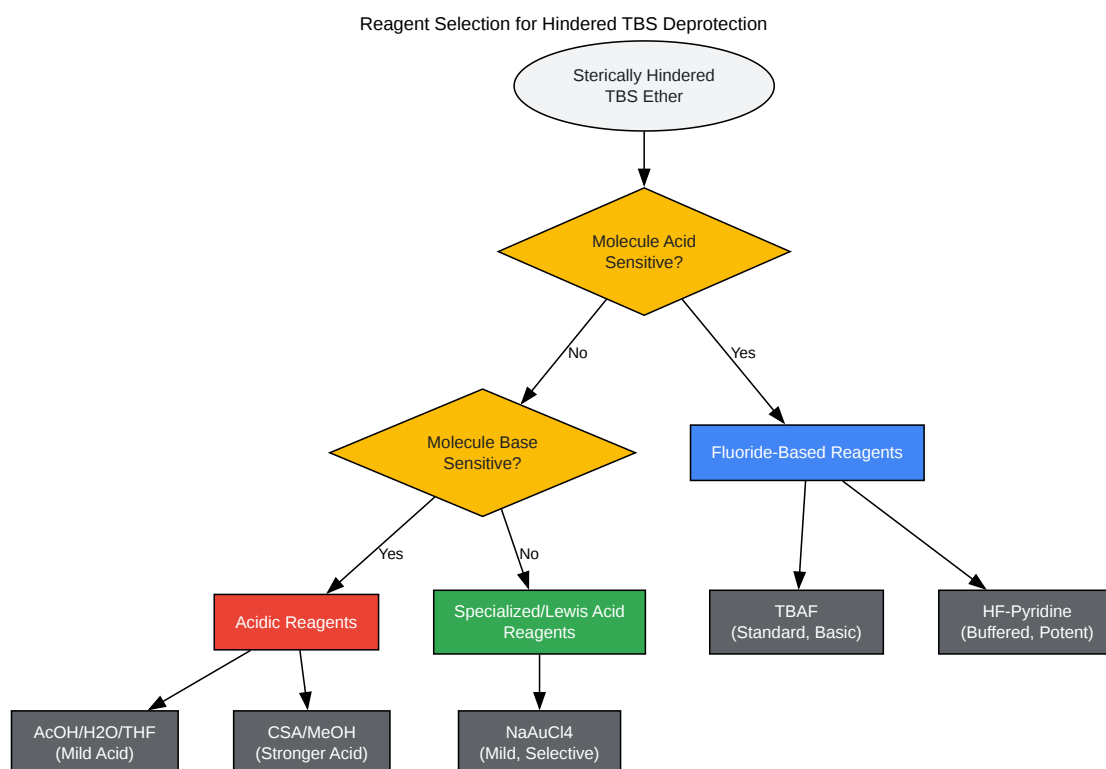 Reagent Selection for Hindered TBS Deprotection
Sterically Hindered
TBS Ether
Molecule Acid
Sensitive?
No
Yes
Molecule Base
Sensitive?
Fluoride-Based Reagents
Yes
No
Acidic Reagents
Specialized/Lewis Acid
Reagents
TBAF
(Standard, Basic)
HF-Pyridine
(Buffered, Potent)
AcOH/H2O/THF
(Mild Acid)
CSA/MeOH
(Stronger Acid)
NaAuCl4
(Mild, Selective)